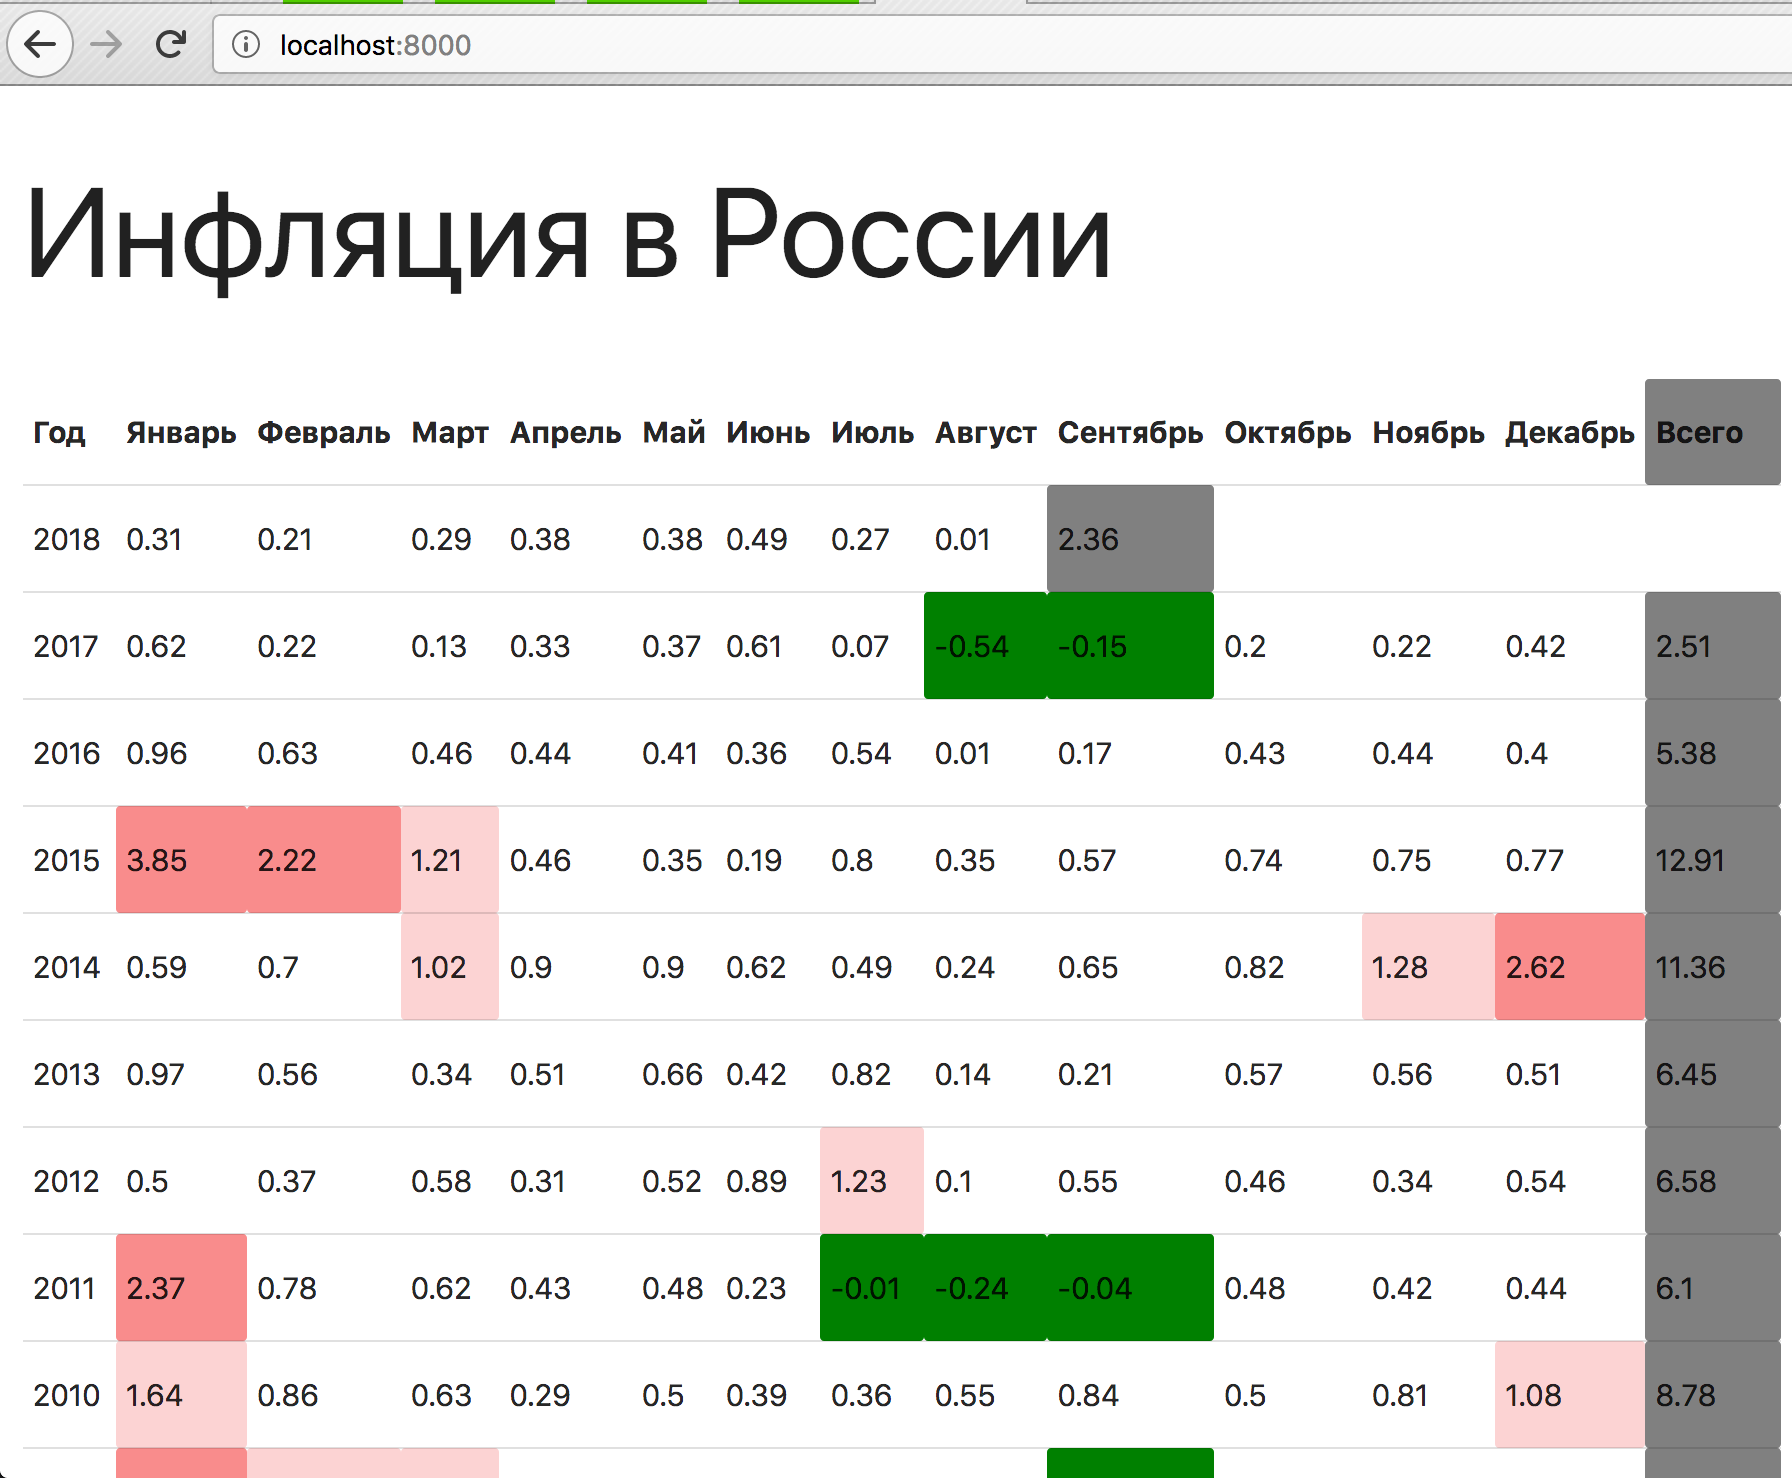 localhost:8000
Инфляция в России
Год Январь Февраль Март Апрель Май Июнь Июль Август Сентябрь Октябрь Ноябрь Декабрь Всего
2018 0.31 0.21 0.29 0.38 0.38 0.49 0.27 0.01 2.36
2017 0.62 0.22 0.13 0.33 0.37 0.61 0.07 -0.54 -0.15 0.2 0.22 0.42 2.51
2016 0.96 0.63 0.46 0.44 0.41 0.36 0.54 0.01 0.17 0.43 0.44 0.4 5.38
2015 3.85 2.22 1.21 0.46 0.35 0.19 0.8 0.35 0.57 0.74 0.75 0.77 12.91
2014 0.59 0.7 1.02 0.9 0.9 0.62 0.49 0.24 0.65 0.82 1.28 2.62 11.36
2013 0.97 0.56 0.34 0.51 0.66 0.42 0.82 0.14 0.21 0.57 0.56 0.51 6.45
2012 0.5 0.37 0.58 0.31 0.52 0.89 1.23 0.1 0.55 0.46 0.34 0.54 6.58
2011 2.37 0.78 0.62 0.43 0.48 0.23 -0.01 -0.24 -0.04 0.48 0.42 0.44 6.1
2010 1.64 0.86 0.63 0.29 0.5 0.39 0.36 0.55 0.84 0.5 0.81 1.08 8.78